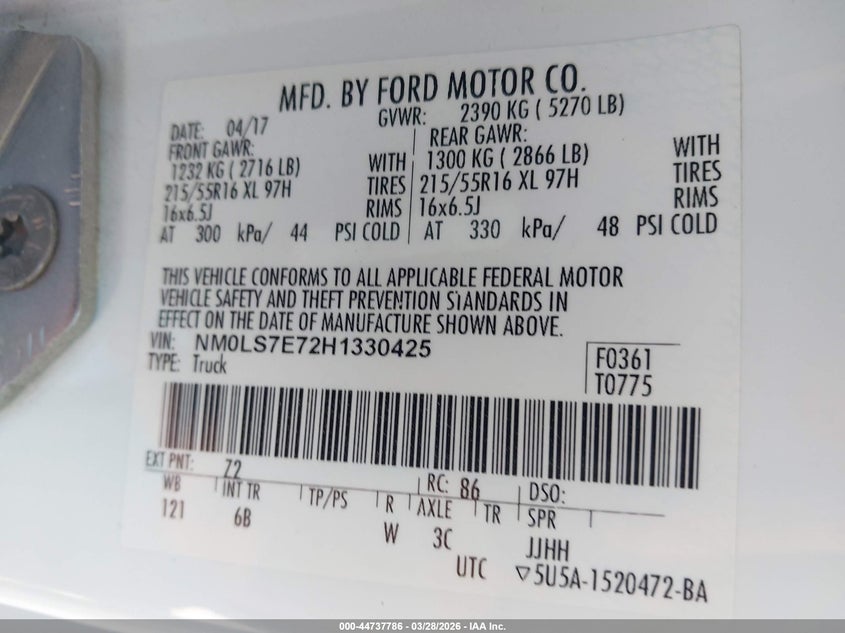 MFD. BY FORD MOTOR CO.
DATE: 04/17 GVWR: 2390 KG ( 5270 LB)
FRONT GAWR: REAR GAWR:
1232 KG ( 2716 LB) WITH 1300 KG ( 2866 LB) WITH
215/55R16 XL 97H TIRES 215/55R16 XL 97H TIRES
16x6.5J RIMS 16x6.5J RIMS
AT 300 kPa/ 44 PSI COLD AT 330 kPa/ 48 PSI COLD
THIS VEHICLE CONFORMS TO ALL APPLICABLE FEDERAL MOTOR
VEHICLE SAFETY AND THEFT PREVENTION STANDARDS IN
EFFECT ON THE DATE OF MANUFACTURE SHOWN ABOVE.
VIN: NM0LS7E72H1330425
TYPE: Truck
F0361
T0775
EXT PNT: Z2 RC: 86 DSO:
WB INT TR TP/PS R AXLE TR SPR
121 6B W 3C JJHH
UTC ▽5U5A-1520472-BA
000-44737786 - 03/28/2026 - IAA Inc.